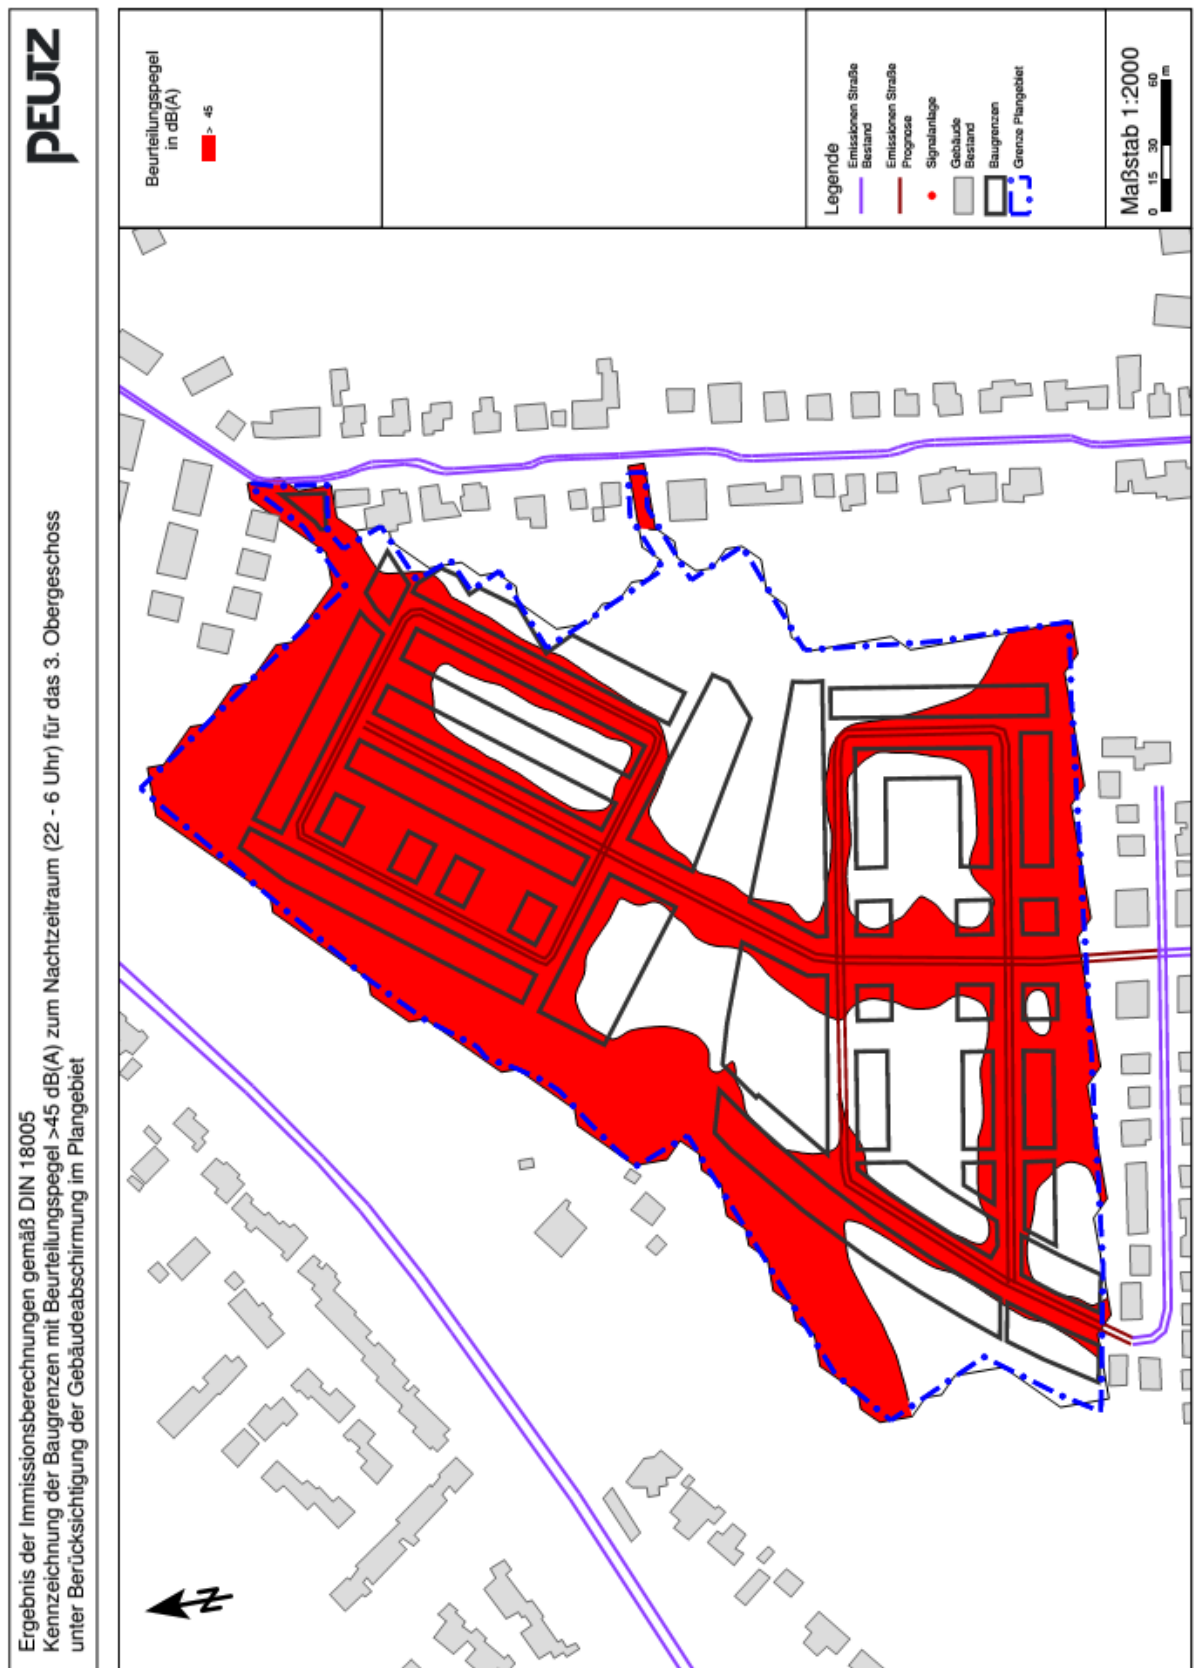 Ergebnis der Immissionsberechnungen gemäß DIN 18005
Kennzeichnung der Baugrenzen mit Beurteilungspegel >45 dB(A) zum Nachtzeitraum (22 - 6 Uhr) für das 3. Obergeschoss
unter Berücksichtigung der Gebäudeabschirmung im Plangebiet
PEUTZ
Beurteilungspegel
in dB(A)
> 45
Legende
Emissionen Straße
Bestand
Emissionen Straße
Prognose
Signalanlage
Gebäude
Bestand
Baugrenzen
Grenze Plangebiet
Maßstab 1:2000
0 15 30 60 m
N